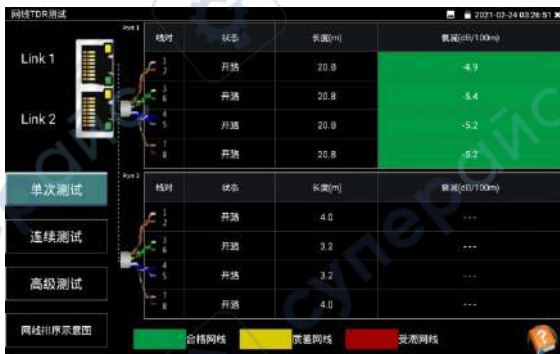 网线TDR测试 2021-02-24 03:26:51 X
Link 1
Link 2
Port 1
线对 状态 长度(m) 衰减(dB/100m)
1 2 开路 20.8 -4.9
3 6 开路 20.8 -5.4
4 5 开路 20.8 -5.2
7 8 开路 20.8 -5.2
Port 2
线对 状态 长度(m) 衰减(dB/100m)
1 2 开路 4.0 ---
3 6 开路 3.2 ---
4 5 开路 3.2 ---
7 8 开路 4.0 ---
单次测试
连续测试
高级测试
网线排序示意图
合格网线 质差网线 受潮网线
суперайс